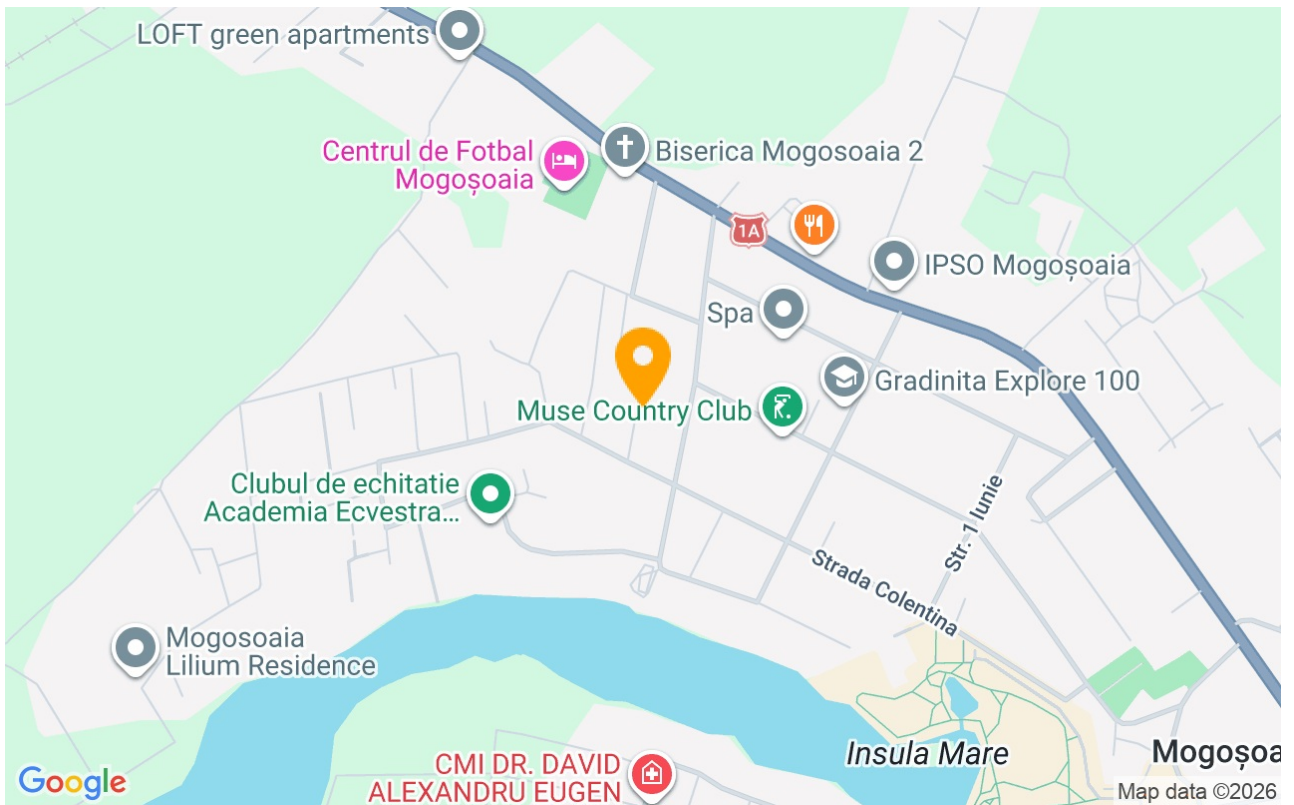 LOFT green apartments
Centrul de Fotbal
Mogoșoaia
Biserica Mogosoaia 2
1A
IPSO Mogoșoaia
Spa
Gradinita Explore 100
Muse Country Club
Clubul de echitatie
Academia Ecvestra...
Str. 1 Iunie
Strada Colentina
Mogosoaia
Lilium Residence
Insula Mare
Mogoșoa
CMI DR. DAVID
ALEXANDRU EUGEN
Google
Map data ©2026